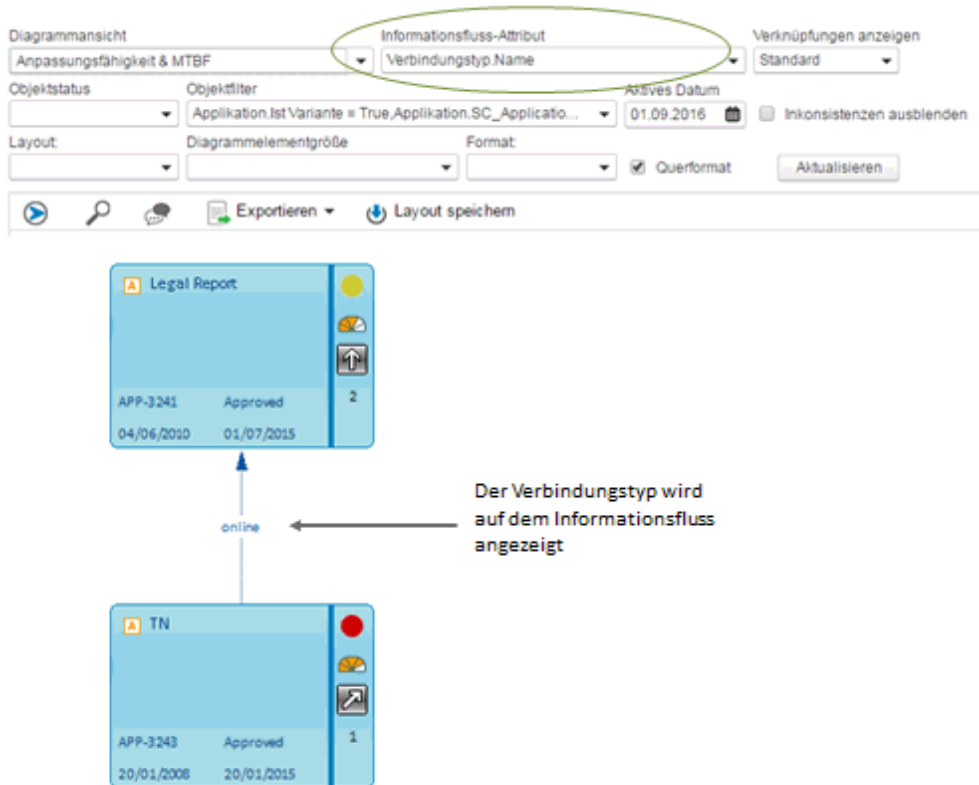 Diagrammansicht Informationsfluss-Attribut Verknüpfungen anzeigen
Anpassungsfähigkeit & MTBF Verbindungstyp.Name Standard
Objektstatus Objektfilter Aktives Datum
Applikation.Ist Variante = True,Applikation.SC_Applicatio... 01.09.2016 Inkonsistenzen ausblenden
Layout: Diagrammelementgröße Format:
Querformat Aktualisieren
Exportieren Layout speichern
A Legal Report
APP-3241 Approved 2
04/06/2010 01/07/2015
online
Der Verbindungstyp wird
auf dem Informationsfluss
angezeigt
A TN
APP-3243 Approved 1
20/01/2008 20/01/2015